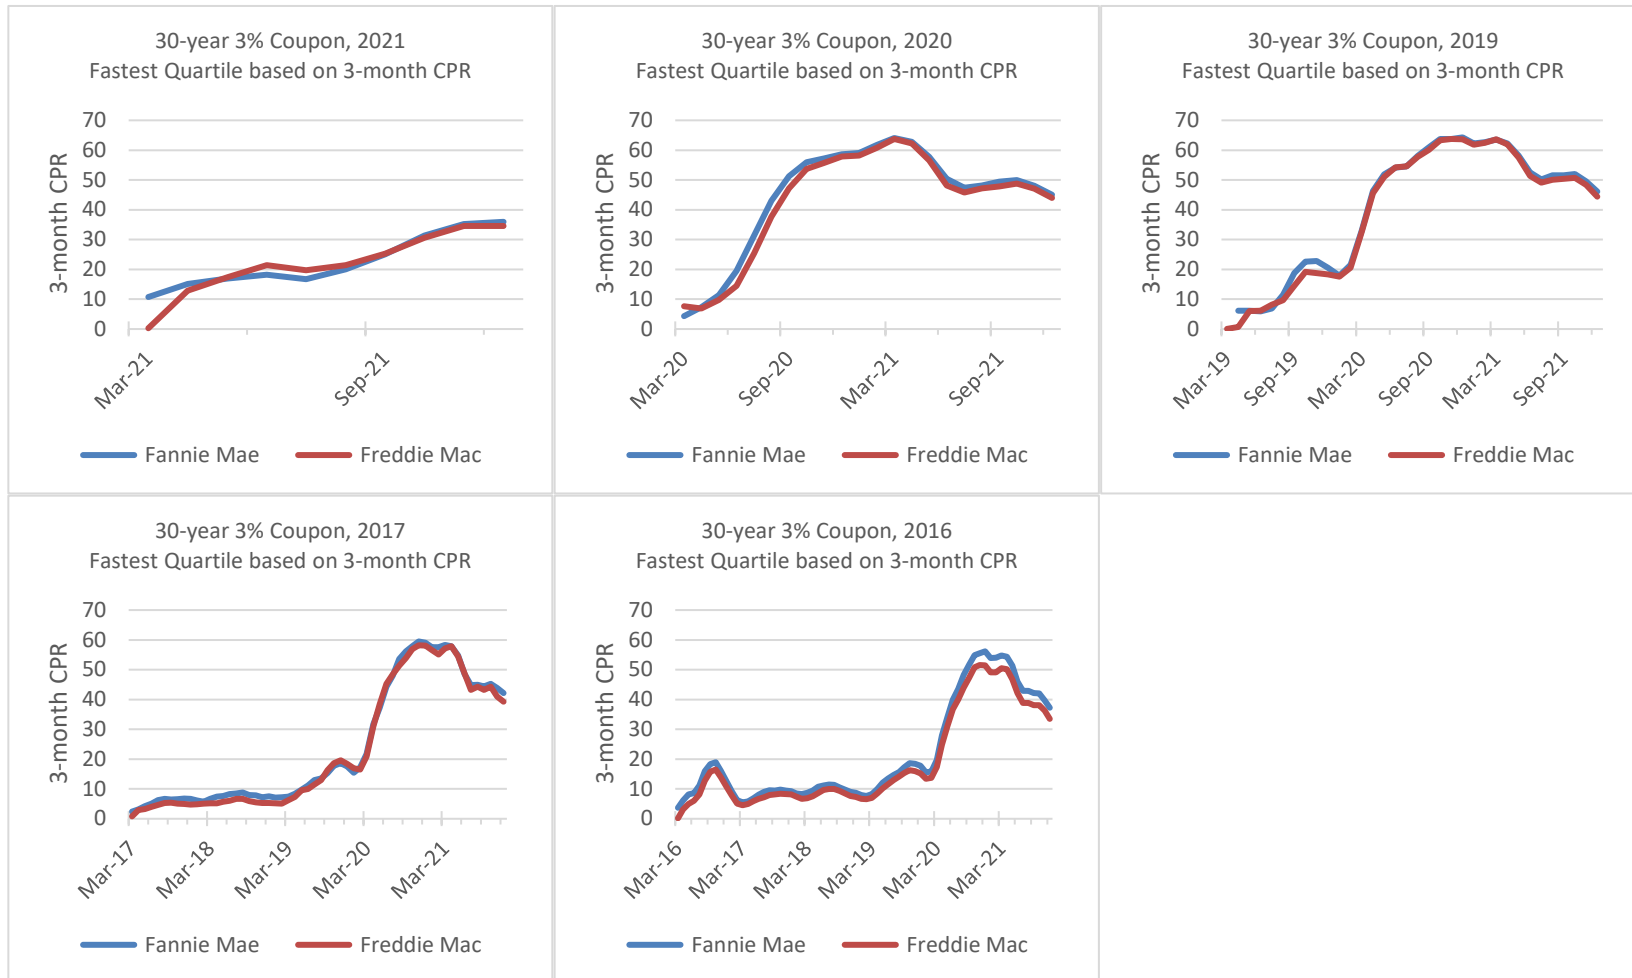 30-year 3% Coupon, 2021
Fastest Quartile based on 3-month CPR
3-month CPR
70
60
50
40
30
20
10
0
Mar-21
Sep-21
Fannie Mae
Freddie Mac
30-year 3% Coupon, 2020
Fastest Quartile based on 3-month CPR
3-month CPR
70
60
50
40
30
20
10
0
Mar-20
Sep-20
Mar-21
Sep-21
Fannie Mae
Freddie Mac
30-year 3% Coupon, 2019
Fastest Quartile based on 3-month CPR
3-month CPR
70
60
50
40
30
20
10
0
Mar-19
Sep-19
Mar-20
Sep-20
Mar-21
Sep-21
Fannie Mae
Freddie Mac
30-year 3% Coupon, 2017
Fastest Quartile based on 3-month CPR
3-month CPR
70
60
50
40
30
20
10
0
Mar-17
Mar-18
Mar-19
Mar-20
Mar-21
Fannie Mae
Freddie Mac
30-year 3% Coupon, 2016
Fastest Quartile based on 3-month CPR
3-month CPR
70
60
50
40
30
20
10
0
Mar-16
Mar-17
Mar-18
Mar-19
Mar-20
Mar-21
Fannie Mae
Freddie Mac